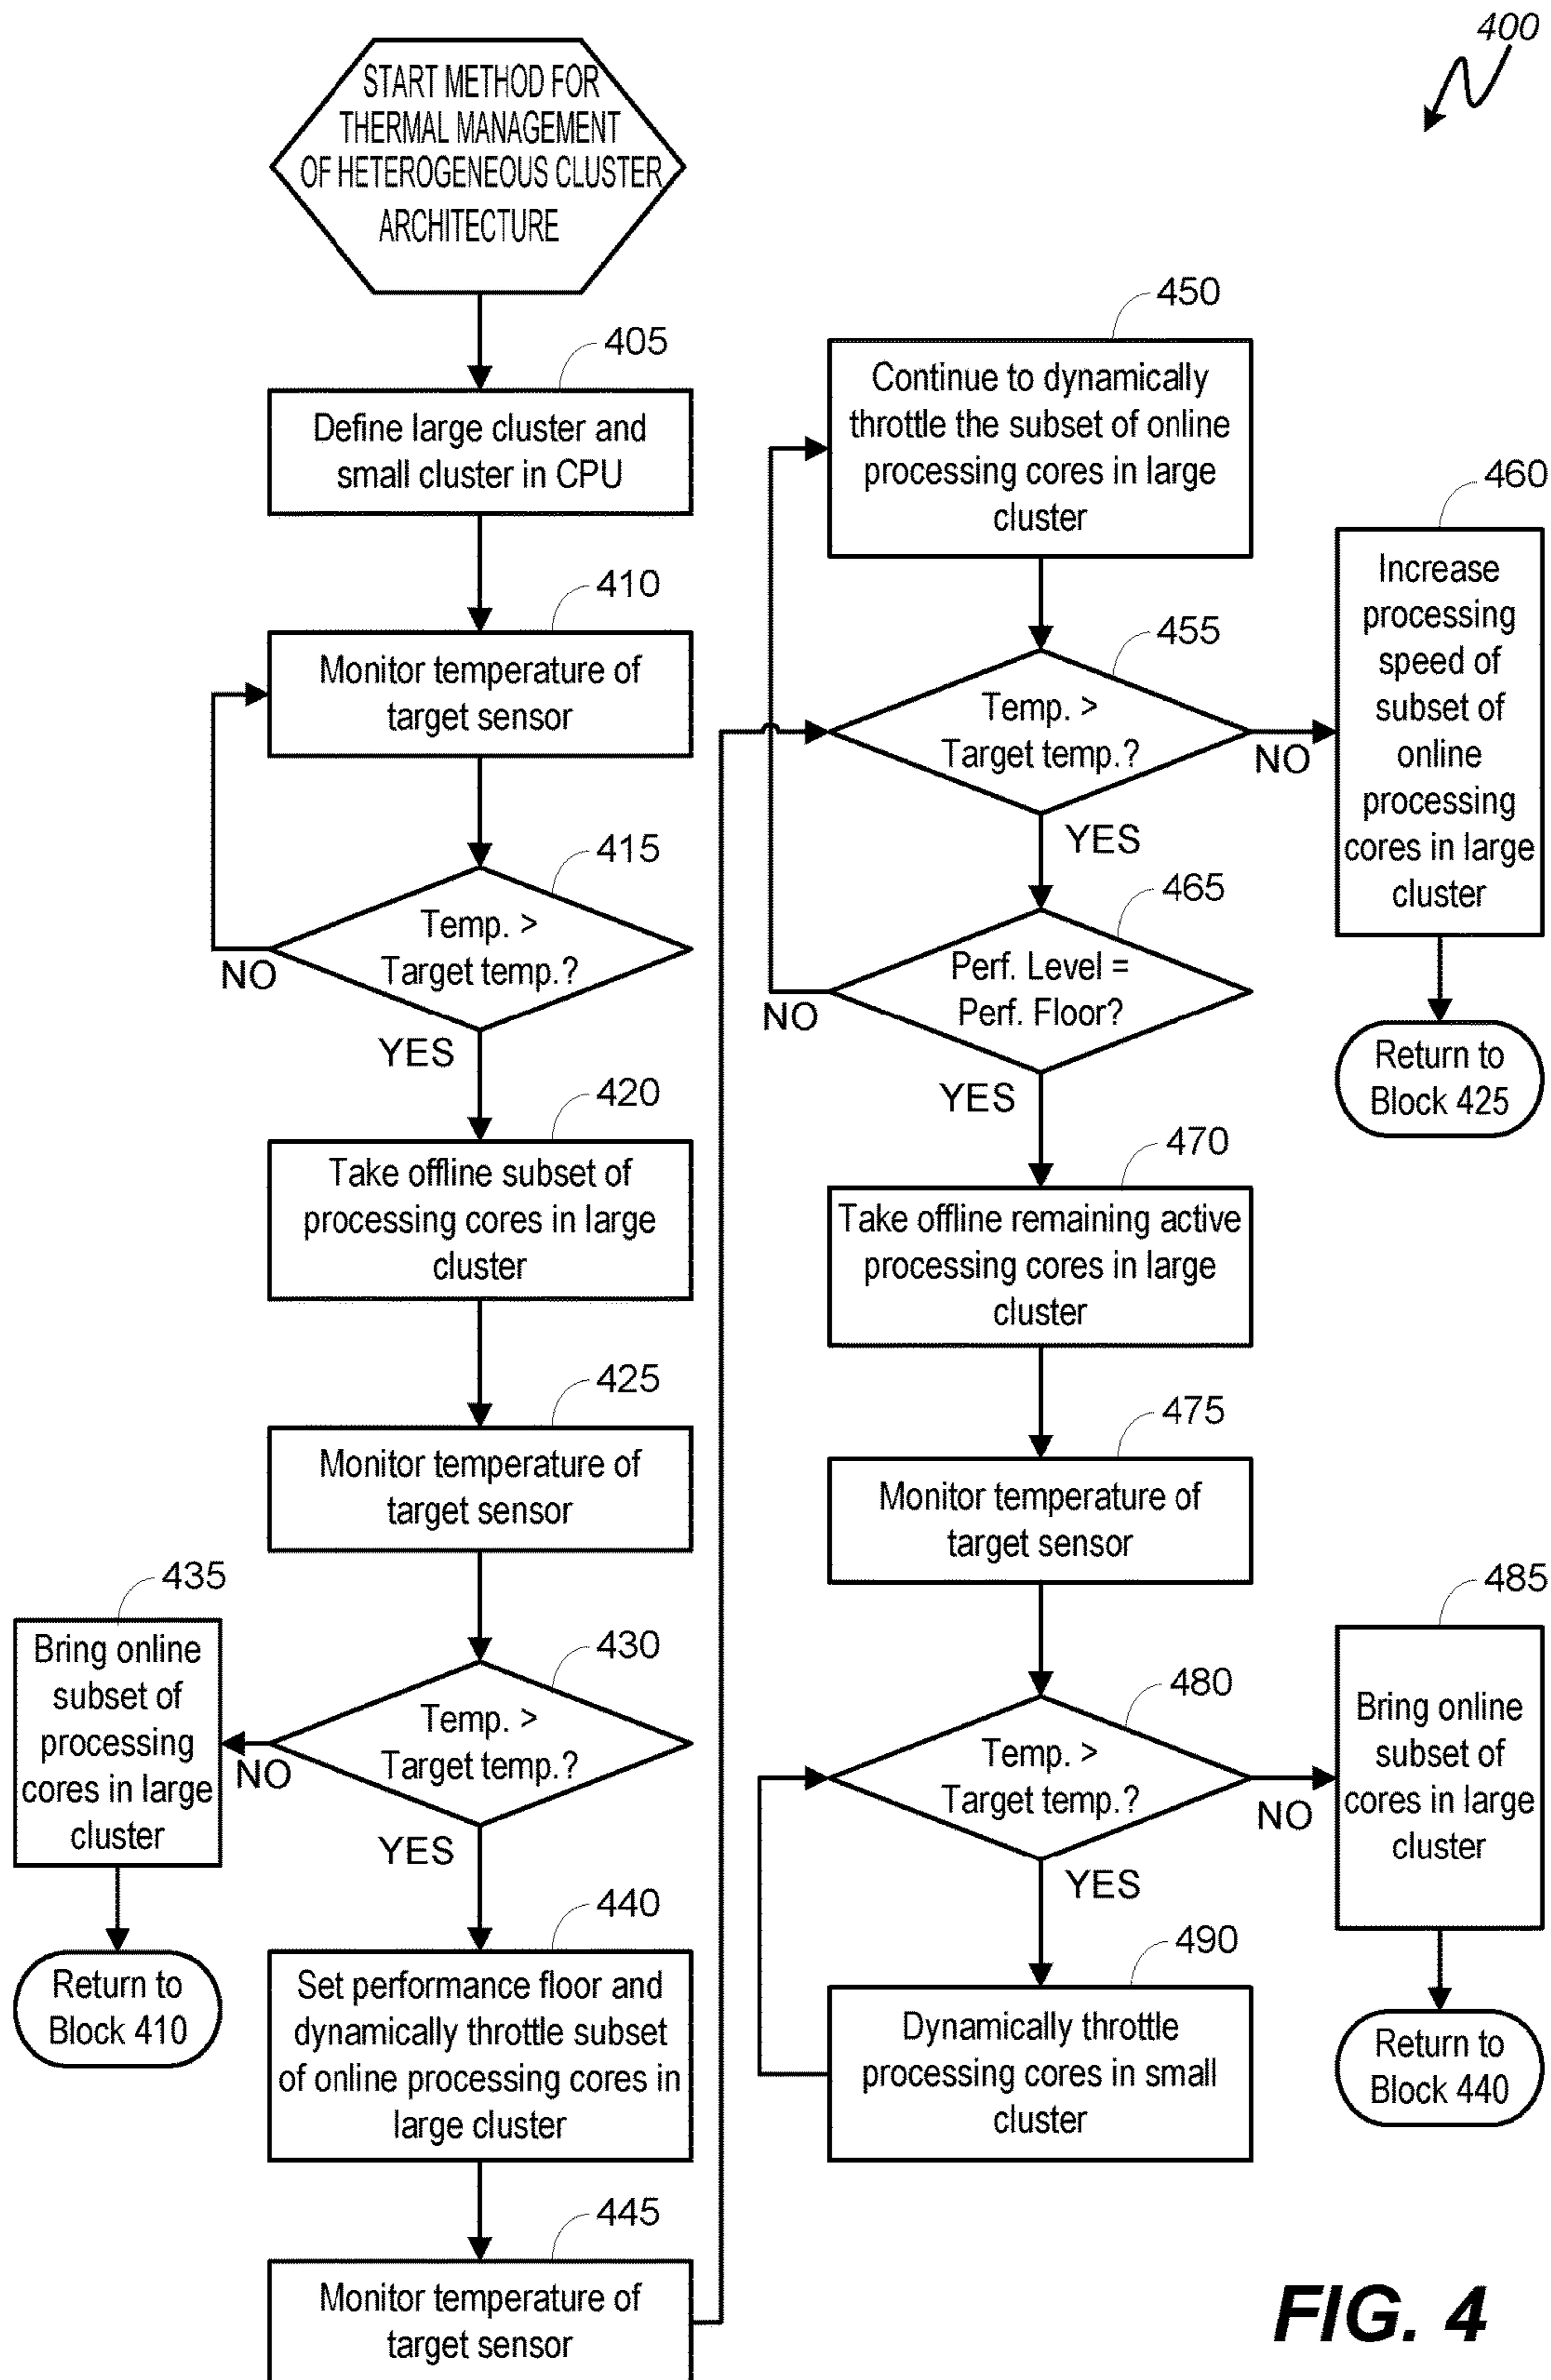 400
START METHOD FOR
THERMAL MANAGEMENT
OF HETEROGENEOUS CLUSTER
ARCHITECTURE
405
Define large cluster and
small cluster in CPU
410
Monitor temperature of
target sensor
415
Temp. >
Target temp.?
NO
YES
420
Take offline subset of
processing cores in large
cluster
425
Monitor temperature of
target sensor
430
Temp. >
Target temp.?
NO
YES
435
Bring online
subset of
processing
cores in large
cluster
Return to
Block 410
440
Set performance floor and
dynamically throttle subset
of online processing cores in
large cluster
445
Monitor temperature of
target sensor
450
Continue to dynamically
throttle the subset of online
processing cores in large
cluster
455
Temp. >
Target temp.?
NO
YES
460
Increase
processing
speed of
subset of
online
processing
cores in large
cluster
Return to
Block 425
465
Perf. Level =
Perf. Floor?
NO
YES
470
Take offline remaining active
processing cores in large
cluster
475
Monitor temperature of
target sensor
480
Temp. >
Target temp.?
NO
YES
485
Bring online
subset of
cores in large
cluster
Return to
Block 440
490
Dynamically throttle
processing cores in small
cluster
FIG. 4